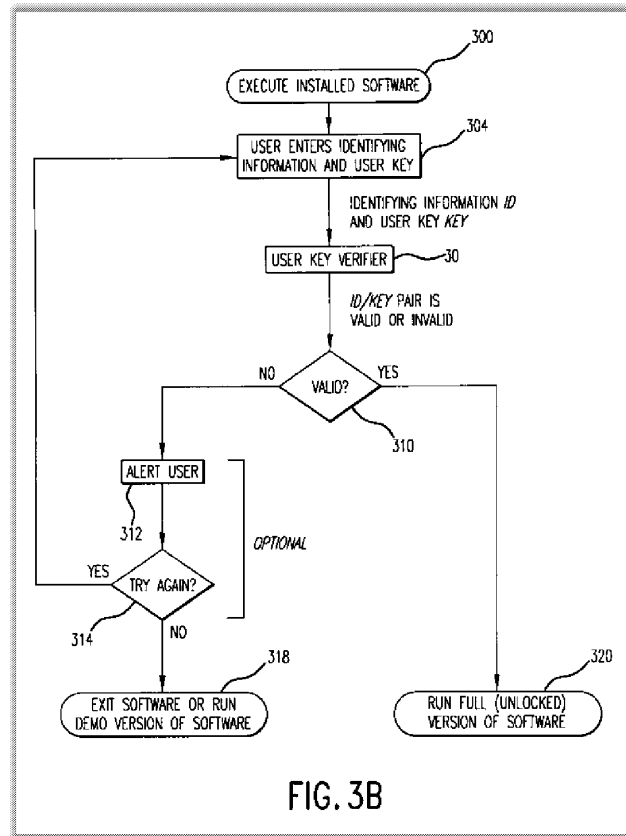 300
EXECUTE INSTALLED SOFTWARE
304
USER ENTERS IDENTIFYING
INFORMATION AND USER KEY
IDENTIFYING INFORMATION ID
AND USER KEY KEY
USER KEY VERIFIER
30
ID/KEY PAIR IS
VALID OR INVALID
NO
VALID?
YES
310
ALERT USER
312
OPTIONAL
YES
TRY AGAIN?
314
NO
318
EXIT SOFTWARE OR RUN
DEMO VERSION OF SOFTWARE
320
RUN FULL (UNLOCKED)
VERSION OF SOFTWARE
FIG. 3B